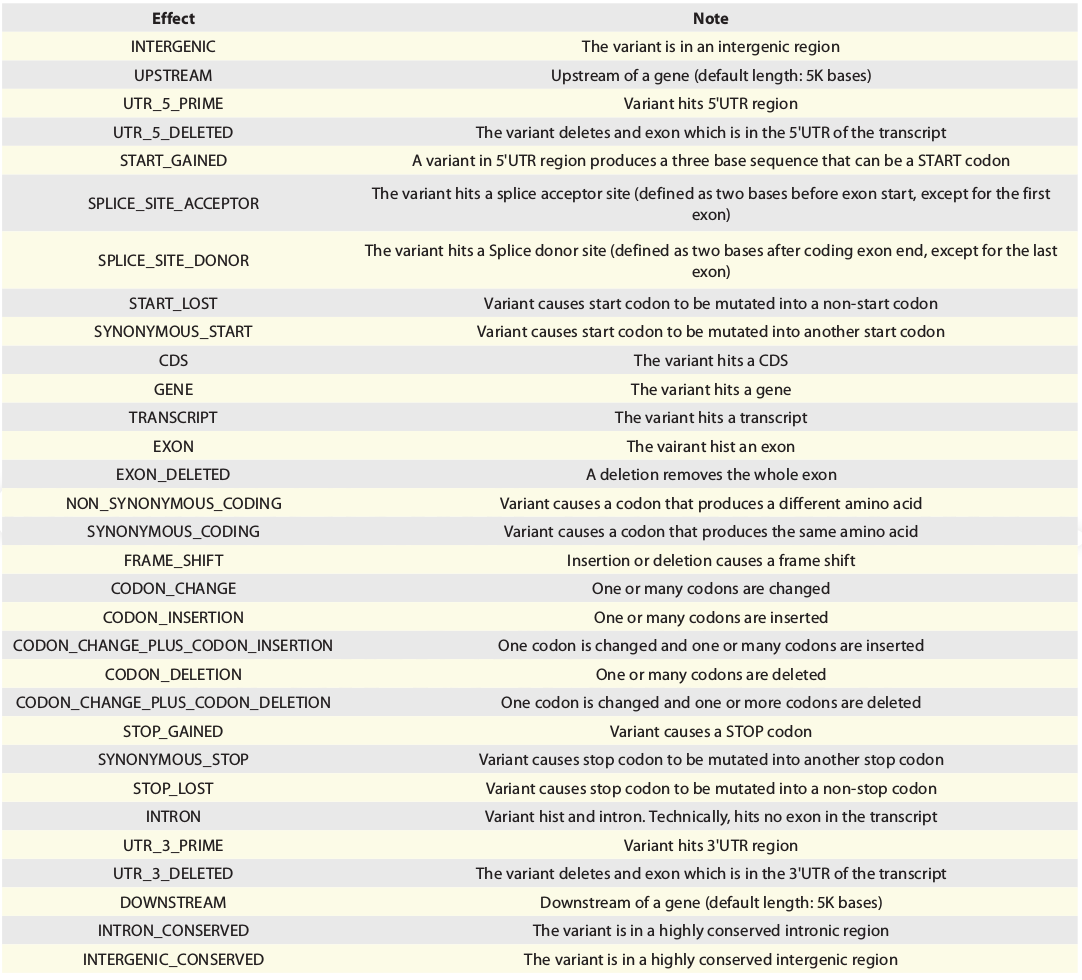 Effect Note
INTERGENIC The variant is in an intergenic region
UPSTREAM Upstream of a gene (default length: 5K bases)
UTR_5_PRIME Variant hits 5'UTR region
UTR_5_DELETED The variant deletes and exon which is in the 5'UTR of the transcript
START_GAINED A variant in 5'UTR region produces a three base sequence that can be a START codon
SPLICE_SITE_ACCEPTOR The variant hits a splice acceptor site (defined as two bases before exon start, except for the first
exon)
SPLICE_SITE_DONOR The variant hits a Splice donor site (defined as two bases after coding exon end, except for the last
exon)
START_LOST Variant causes start codon to be mutated into a non-start codon
SYNONYMOUS_START Variant causes start codon to be mutated into another start codon
CDS The variant hits a CDS
GENE The variant hits a gene
TRANSCRIPT The variant hits a transcript
EXON The vairant hist an exon
EXON_DELETED A deletion removes the whole exon
NON_SYNONYMOUS_CODING Variant causes a codon that produces a different amino acid
SYNONYMOUS_CODING Variant causes a codon that produces the same amino acid
FRAME_SHIFT Insertion or deletion causes a frame shift
CODON_CHANGE One or many codons are changed
CODON_INSERTION One or many codons are inserted
CODON_CHANGE_PLUS_CODON_INSERTION One codon is changed and one or many codons are inserted
CODON_DELETION One or many codons are deleted
CODON_CHANGE_PLUS_CODON_DELETION One codon is changed and one or more codons are deleted
STOP_GAINED Variant causes a STOP codon
SYNONYMOUS_STOP Variant causes stop codon to be mutated into another stop codon
STOP_LOST Variant causes stop codon to be mutated into a non-stop codon
INTRON Variant hist and intron. Technically, hits no exon in the transcript
UTR_3_PRIME Variant hits 3'UTR region
UTR_3_DELETED The variant deletes and exon which is in the 3'UTR of the transcript
DOWNSTREAM Downstream of a gene (default length: 5K bases)
INTRON_CONSERVED The variant is in a highly conserved intronic region
INTERGENIC_CONSERVED The variant is in a highly conserved intergenic region